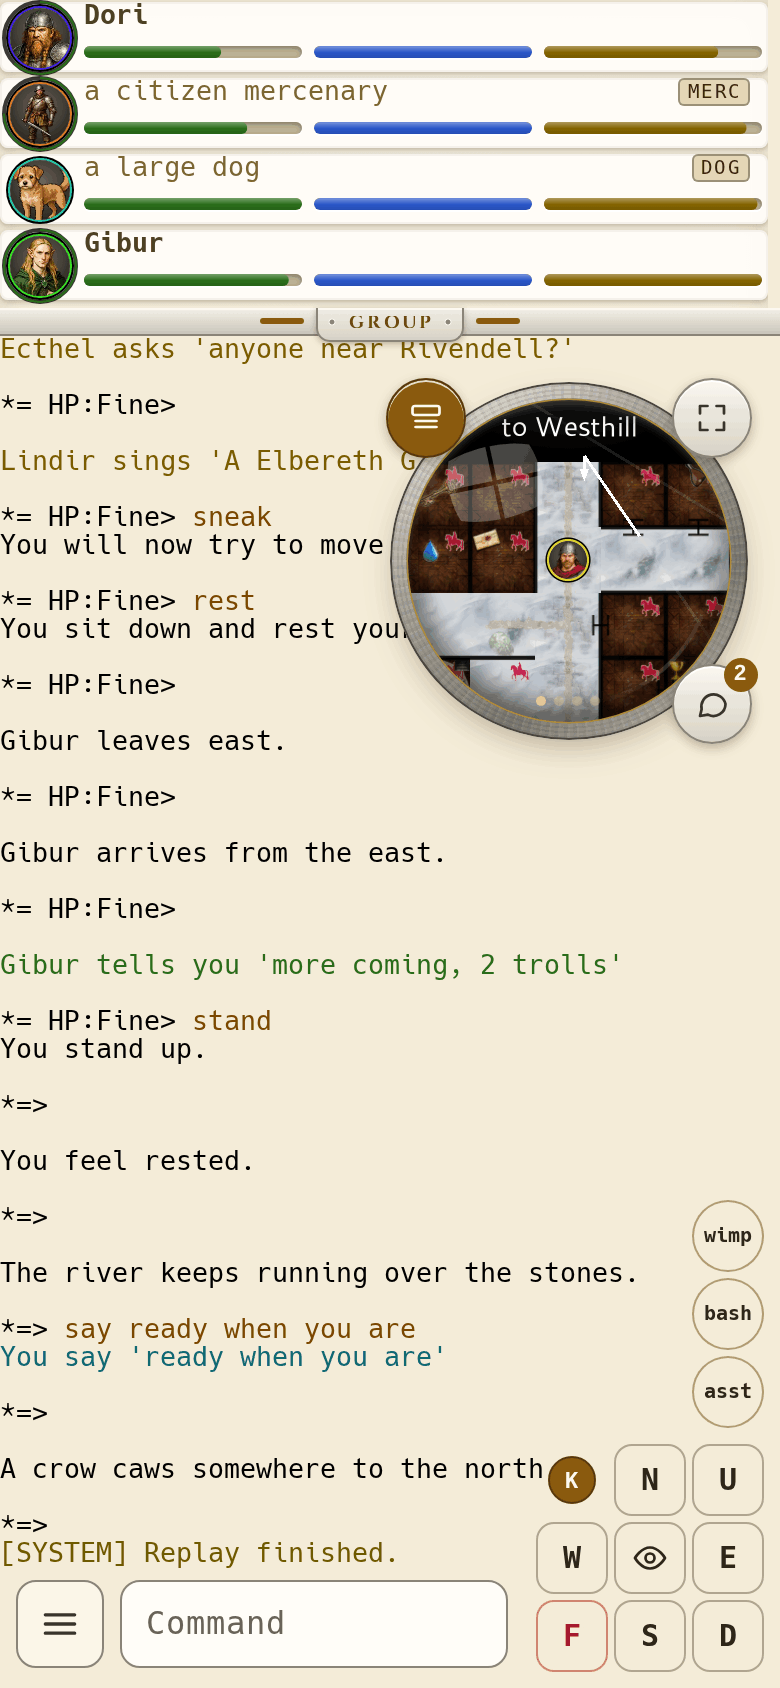 Dori
a citizen mercenary
MERC
a large dog
DOG
Gibur
GROUP
Ecthel asks 'anyone near Rivendell?'
*= HP:Fine>
Lindir sings 'A Elbereth G
*= HP:Fine> sneak
You will now try to move
*= HP:Fine> rest
You sit down and rest your
*= HP:Fine>
Gibur leaves east.
*= HP:Fine>
Gibur arrives from the east.
*= HP:Fine>
Gibur tells you 'more coming, 2 trolls'
*= HP:Fine> stand
You stand up.
*=>
You feel rested.
*=>
The river keeps running over the stones.
*=> say ready when you are
You say 'ready when you are'
*=>
A crow caws somewhere to the north
*=>
[SYSTEM] Replay finished.
to Westhill
H
2
wimp
bash
asst
K
N
U
W
E
F
S
D
Command